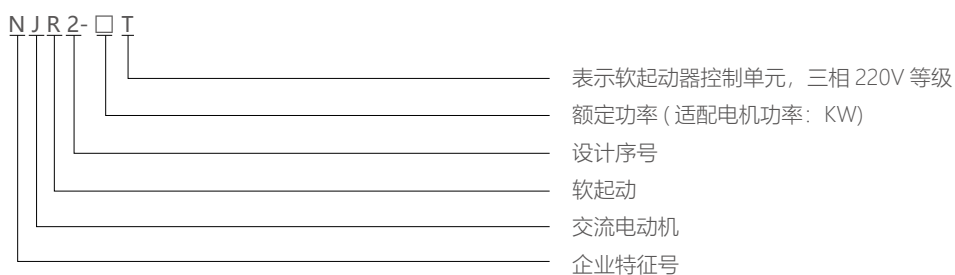 N J R 2- □ T
表示软起动器控制单元，三相 220V 等级
额定功率 ( 适配电机功率：KW)
设计序号
软起动
交流电动机
企业特征号